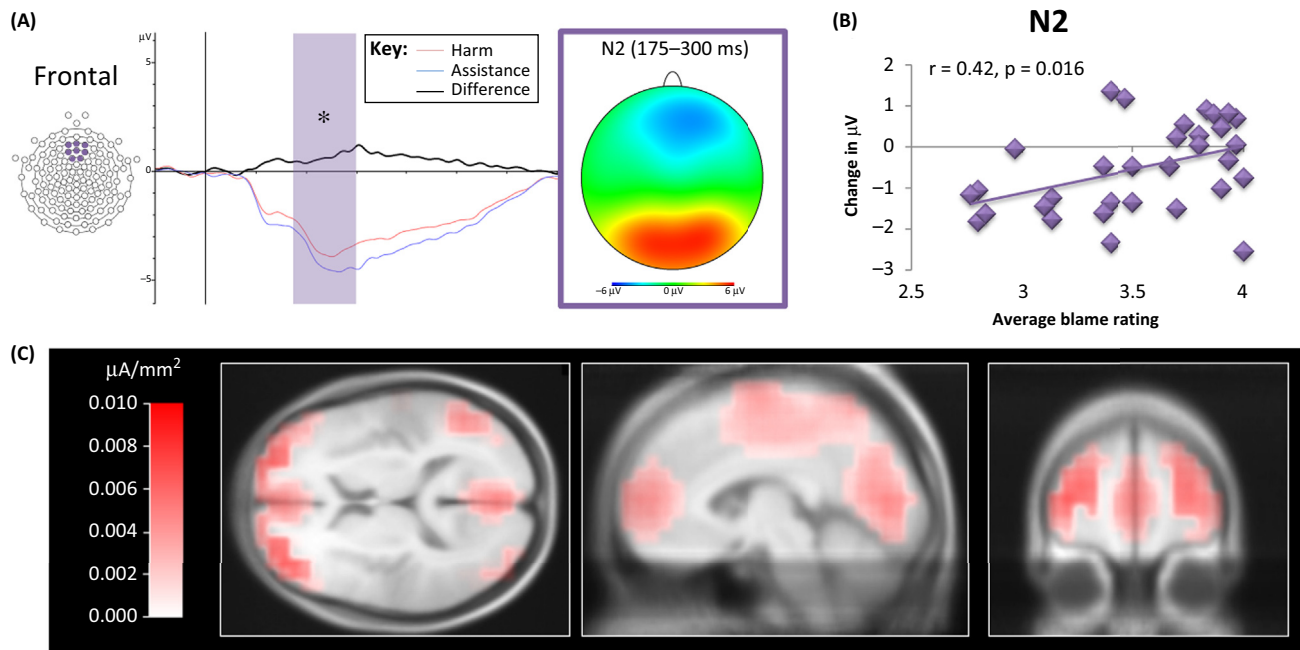 (A)
Frontal
µV
5
−5
*
Key:
Harm
Assistance
Difference
N2 (175–300 ms)
−6 µV 0 µV 6 µV
(B)
N2
r = 0.42, p = 0.016
Change in µV
2
1
0
−1
−2
−3
2.5 3 3.5 4
Average blame rating
(C)
µA/mm²
0.010
0.008
0.006
0.004
0.002
0.000